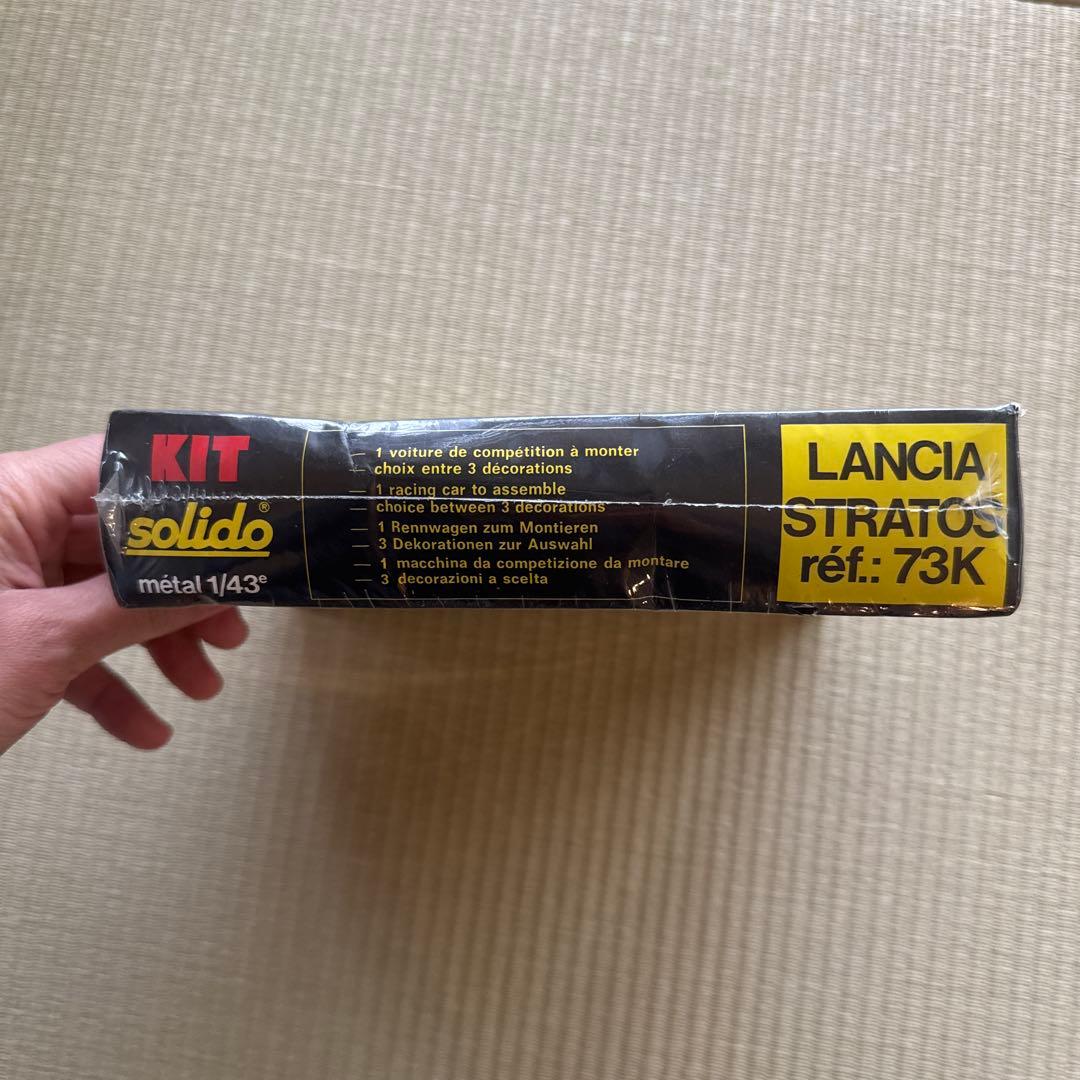 KIT
solido®
métal 1/43e
— 1 voiture de compétition à monter
choix entre 3 décorations
— 1 racing car to assemble
— choice between 3 decorations
— 1 Rennwagen zum Montieren
— 3 Dekorationen zur Auswahl
— 1 macchina da competizione da montare
— 3 decorazioni a scelta
LANCIA
STRATOS
réf.: 73K